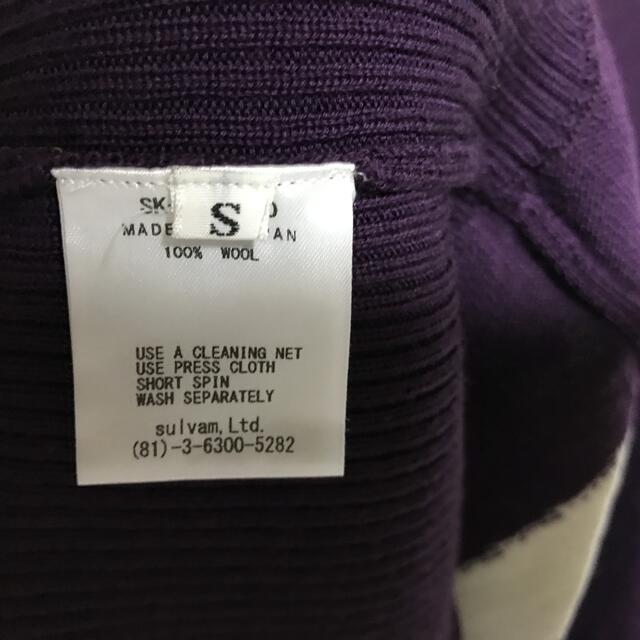 S
MADE
100% WOOL
USE A CLEANING NET
USE PRESS CLOTH
SHORT SPIN
WASH SEPARATELY
sulvam, Ltd.
(81)-3-6300-5282